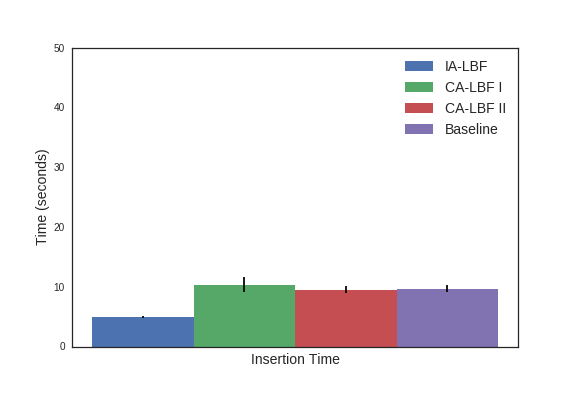 50
40
30
20
10
0
Time (seconds)
IA-LBF
CA-LBF I
CA-LBF II
Baseline
Insertion Time